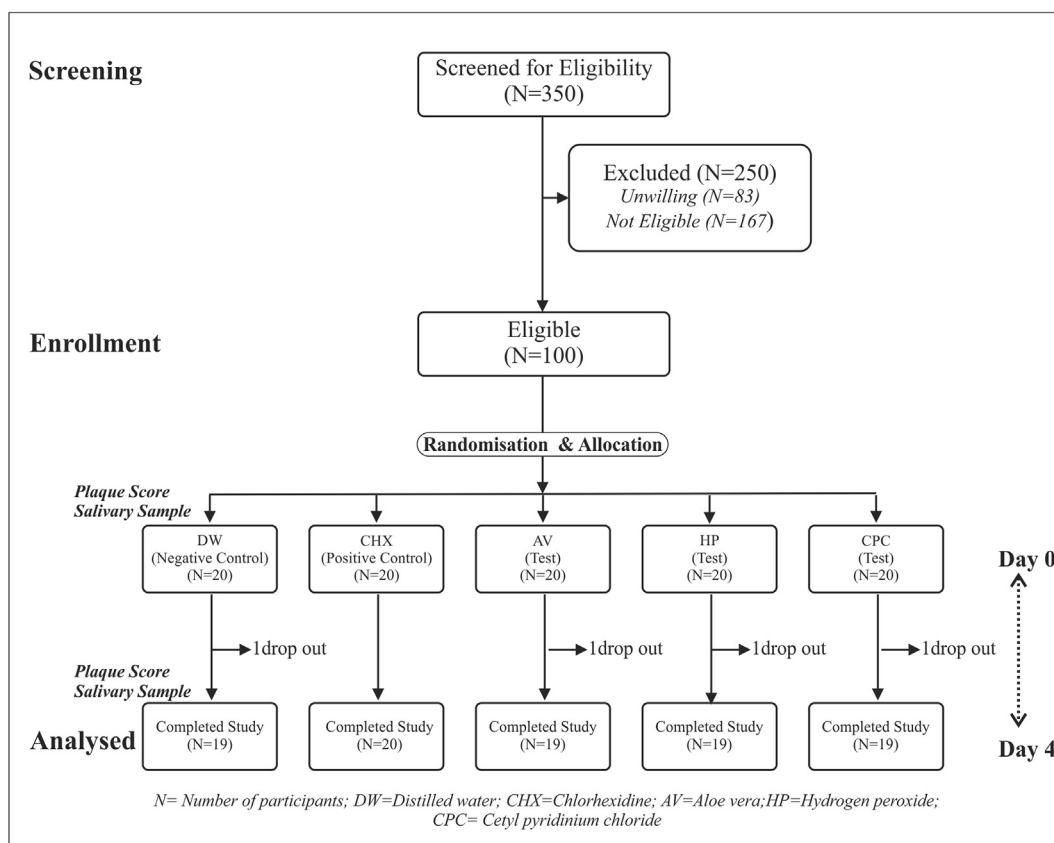 Screening
Screened for Eligibility
(N=350)
Excluded (N=250)
Unwilling (N=83)
Not Eligible (N=167)
Enrollment
Eligible
(N=100)
Randomisation & Allocation
Plaque Score
Salivary Sample
DW
(Negative Control)
(N=20)
CHX
(Positive Control)
(N=20)
AV
(Test)
(N=20)
HP
(Test)
(N=20)
CPC
(Test)
(N=20)
Day 0
1drop out
1drop out
1drop out
1drop out
Plaque Score
Salivary Sample
Analysed
Completed Study
(N=19)
Completed Study
(N=20)
Completed Study
(N=19)
Completed Study
(N=19)
Completed Study
(N=19)
Day 4
N= Number of participants; DW=Distilled water; CHX=Chlorhexidine; AV=Aloe vera;HP=Hydrogen peroxide;
CPC= Cetyl pyridinium chloride